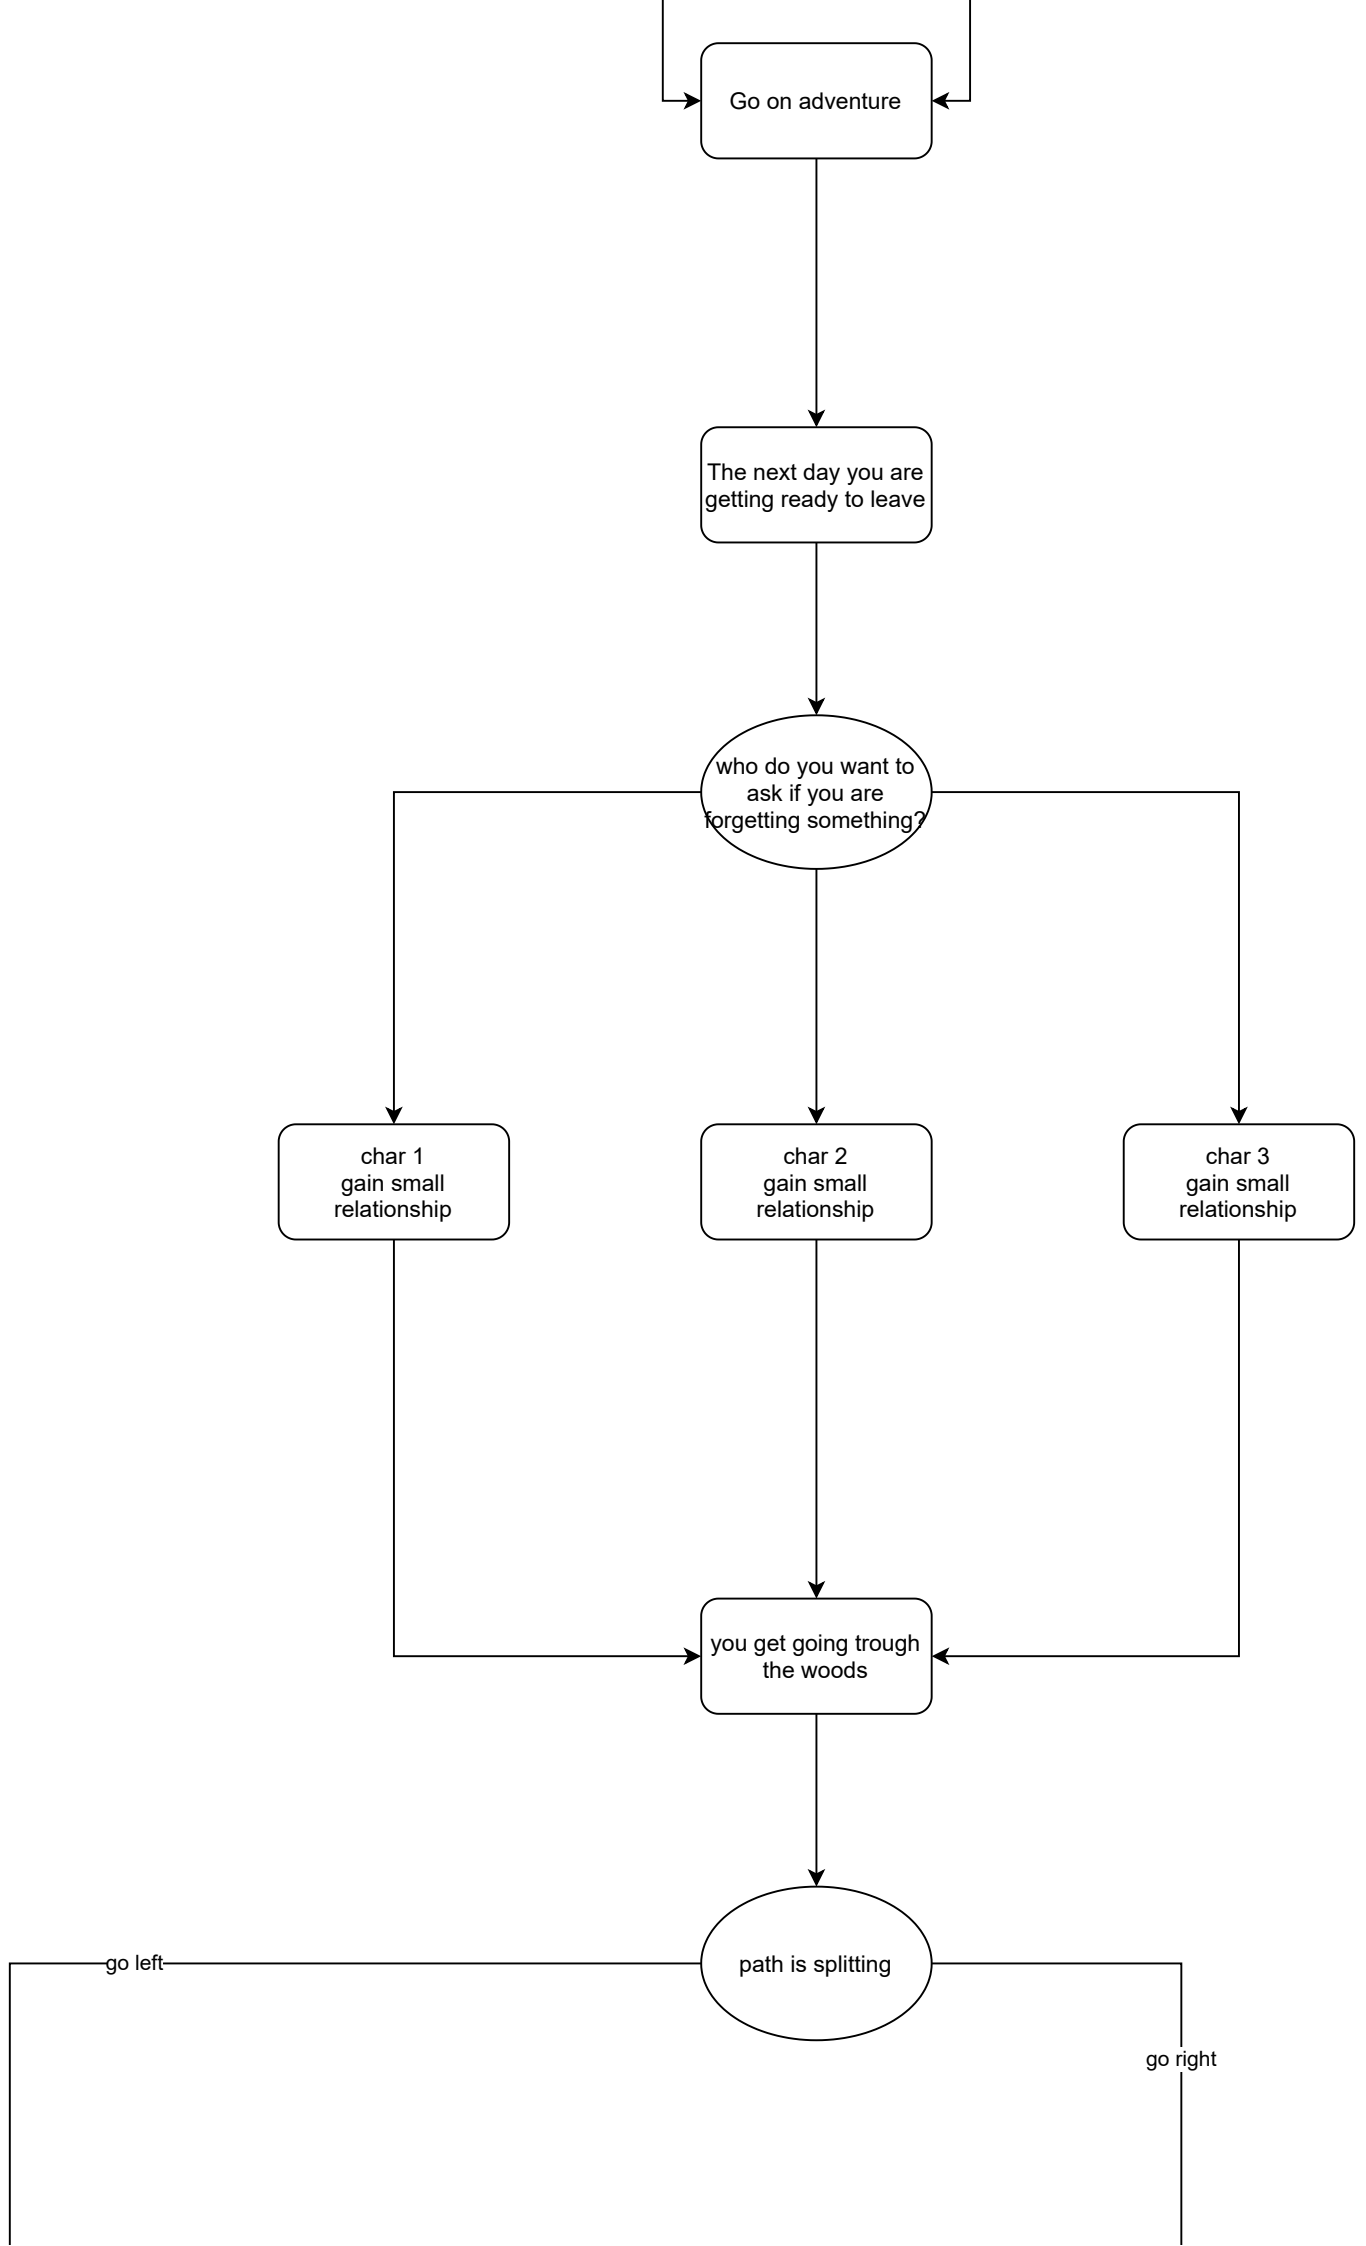 Go on adventure
The next day you are
getting ready to leave
who do you want to
ask if you are
forgetting something?
char 1
gain small
relationship
char 2
gain small
relationship
char 3
gain small
relationship
you get going trough
the woods
path is splitting
go left
go right